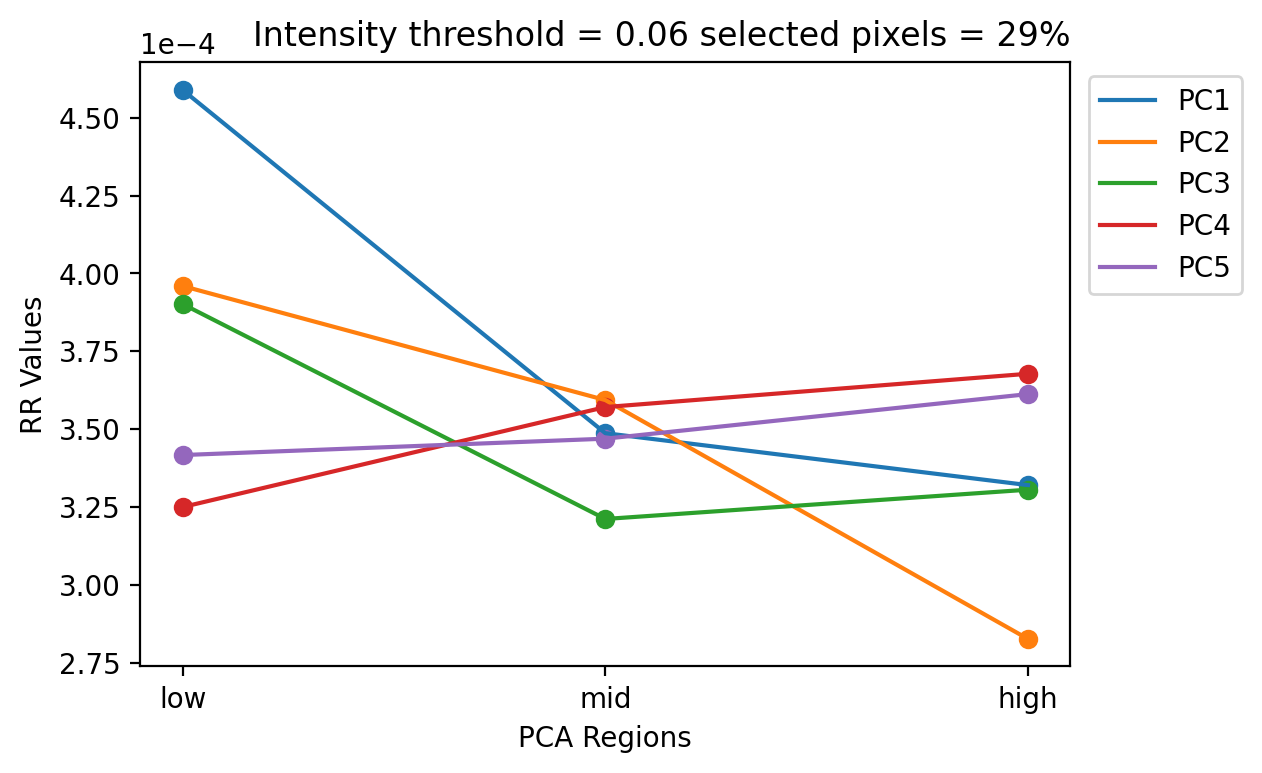 Intensity threshold = 0.06 selected pixels = 29%
1e−4
4.50
4.25
4.00
3.75
3.50
3.25
3.00
2.75
RR Values
low
mid
high
PCA Regions
PC1
PC2
PC3
PC4
PC5